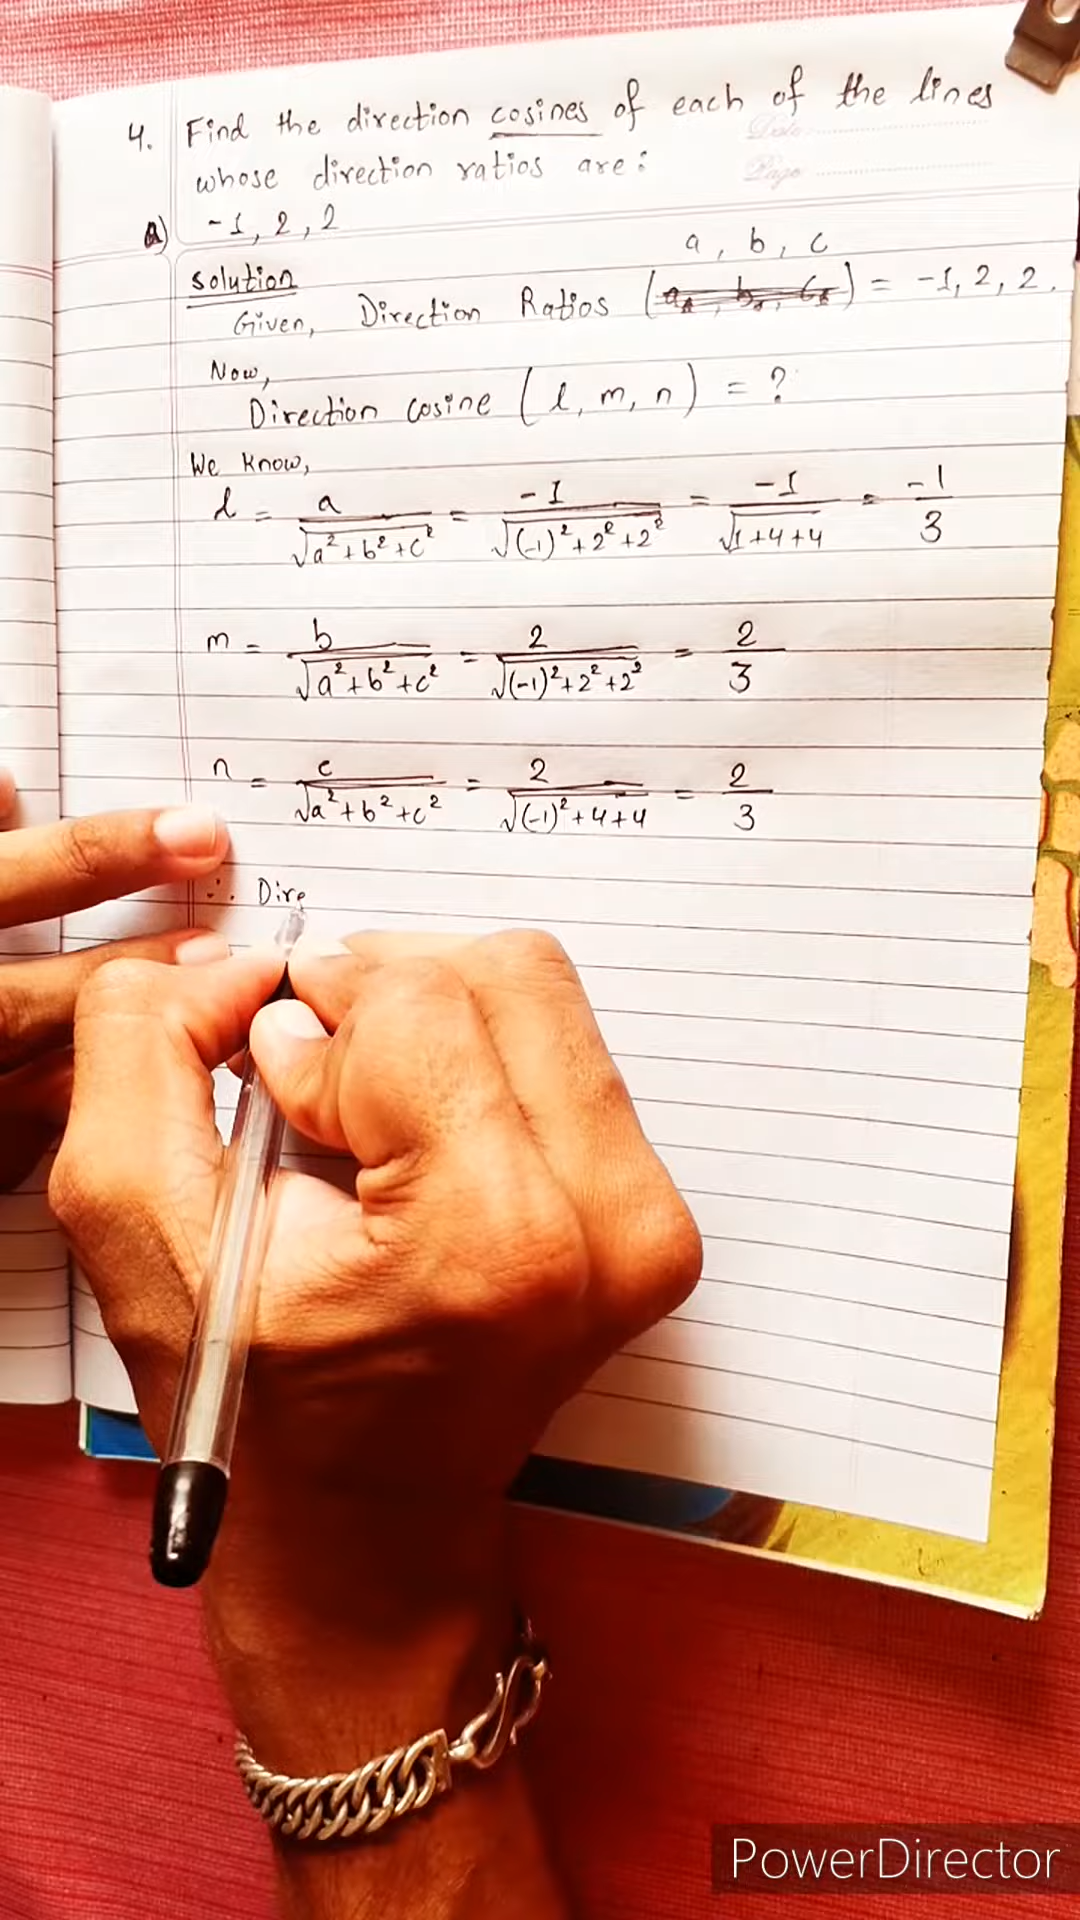 4. Find the direction cosines of each of the lines
Date
whose direction ratios are:
Page
a) -1, 2, 2
Solution
a, b, c
Given, Direction Ratios ( ) = -1, 2, 2.
Now,
Direction cosine (l, m, n) = ?
We know,
l = a/√a²+b²+c² = -1/√(-1)²+2²+2² = -1/√1+4+4 = -1/3
m = b/√a²+b²+c² = 2/√(-1)²+2²+2² = 2/3
n = c/√a²+b²+c² = 2/√(-1)²+4+4 = 2/3
∴ Dire
PowerDirector